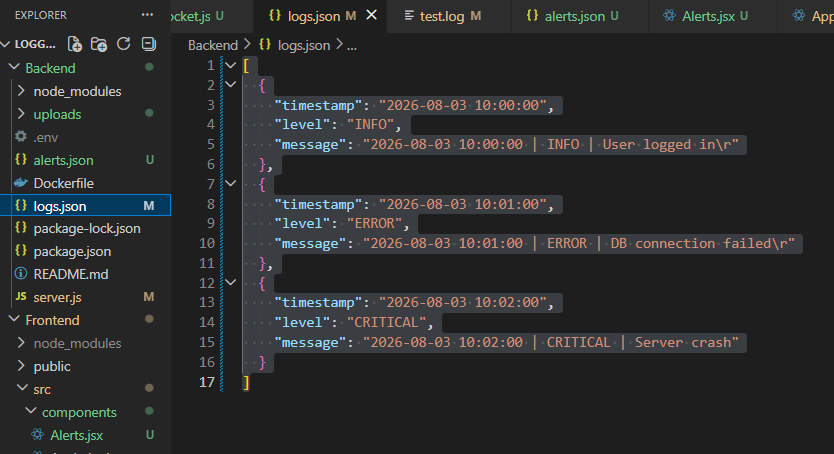 EXPLORER
LOGG...
Backend
node_modules
uploads
.env
alerts.json U
Dockerfile
logs.json M
package-lock.json
package.json
README.md
server.js M
Frontend
node_modules
public
src
components
Alerts.jsx U
ocket.js U
logs.json M
test.log M
alerts.json U
Alerts.jsx U
App
Backend > logs.json > ...
1 [
2 {
3 "timestamp": "2026-08-03 10:00:00",
4 "level": "INFO",
5 "message": "2026-08-03 10:00:00 | INFO | User logged in\r"
6 },
7 {
8 "timestamp": "2026-08-03 10:01:00",
9 "level": "ERROR",
10 "message": "2026-08-03 10:01:00 | ERROR | DB connection failed\r"
11 },
12 {
13 "timestamp": "2026-08-03 10:02:00",
14 "level": "CRITICAL",
15 "message": "2026-08-03 10:02:00 | CRITICAL | Server crash"
16 }
17 ]